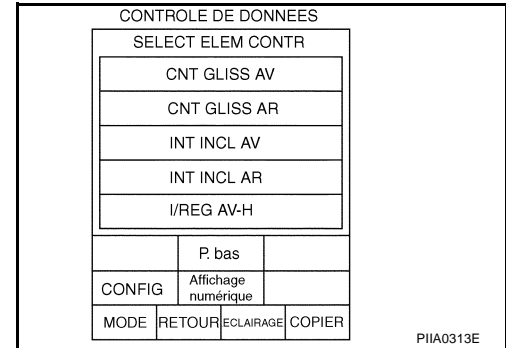 CONTROLE DE DONNEES
SELECT ELEM CONTR
CNT GLISS AV
CNT GLISS AR
INT INCL AV
INT INCL AR
I/REG AV-H
P. bas
CONFIG
Affichage
numérique
MODE RETOUR ECLAIRAGE COPIER
PIIA0313E